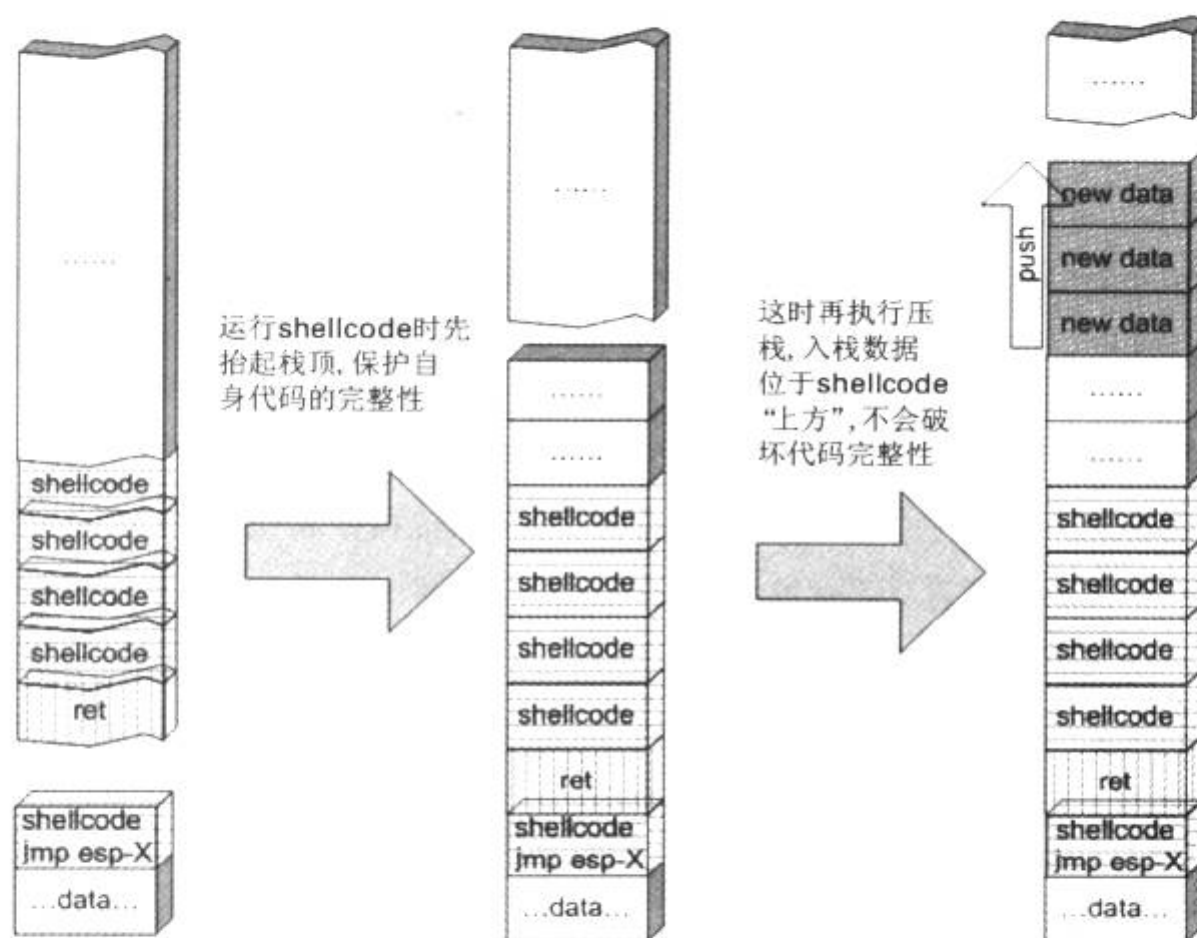 ......
shellcode
shellcode
shellcode
shellcode
ret
shellcode
jmp esp-X
...data...
运行shellcode时先
抬起栈顶,保护自
身代码的完整性
......
......
......
shellcode
shellcode
shellcode
shellcode
ret
shellcode
jmp esp-X
...data...
这时再执行压
栈,入栈数据
位于shellcode
“上方”,不会破
坏代码完整性
......
push
new data
new data
new data
......
......
shellcode
shellcode
shellcode
shellcode
ret
shellcode
jmp esp-X
...data...